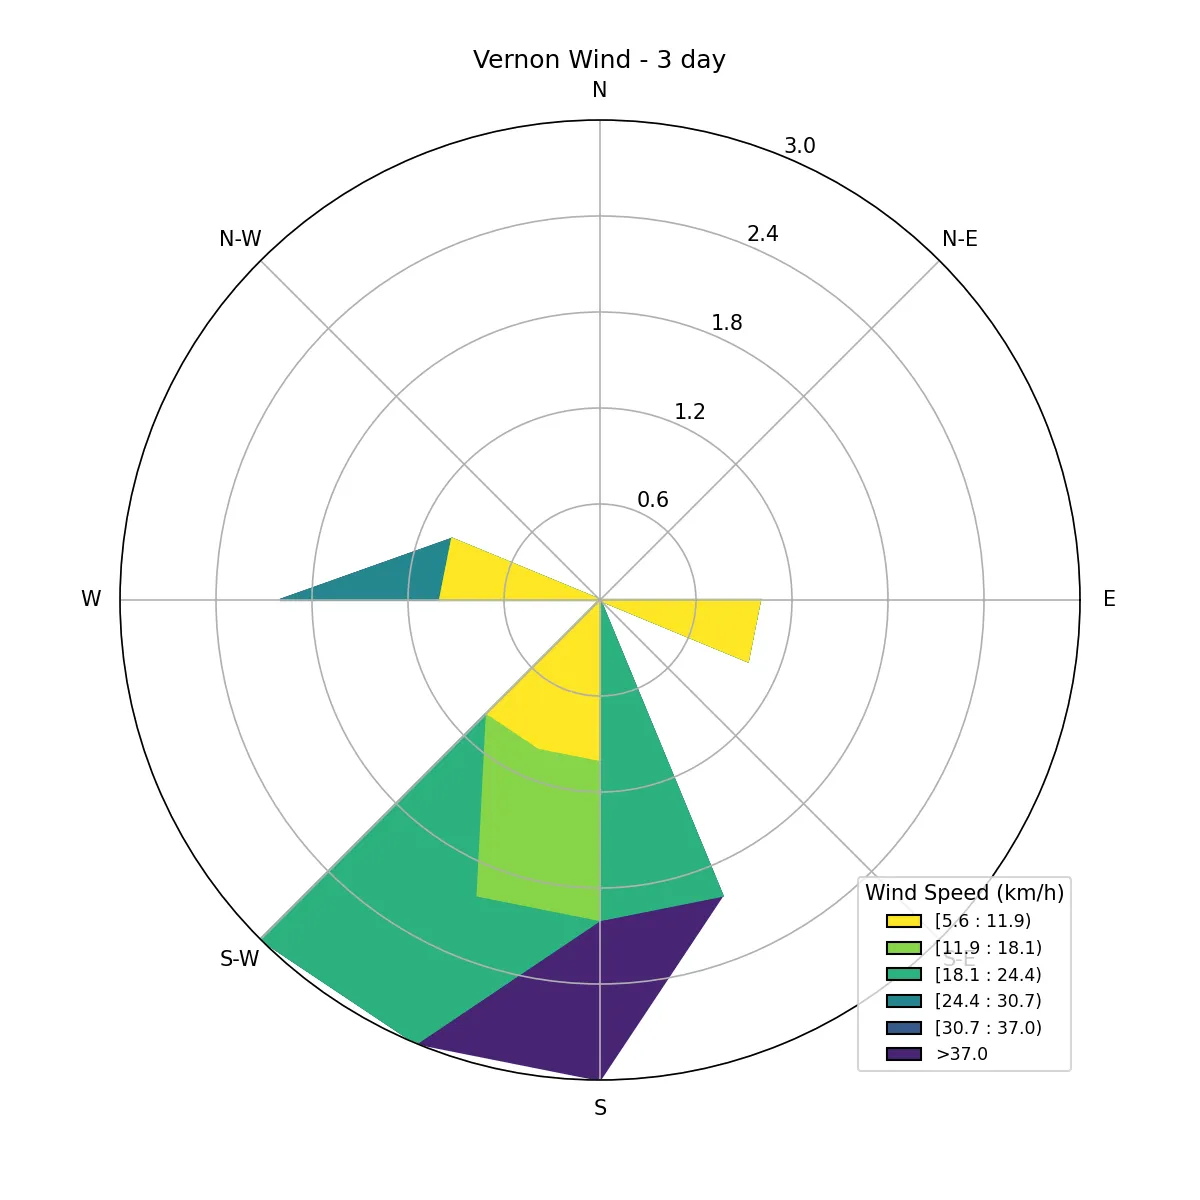 Vernon Wind - 3 day
N
3.0
N-W
2.4
N-E
1.8
1.2
0.6
W
E
Wind Speed (km/h)
[5.6 : 11.9)
[11.9 : 18.1)
S-W
S-E
[18.1 : 24.4)
[24.4 : 30.7)
[30.7 : 37.0)
>37.0
S